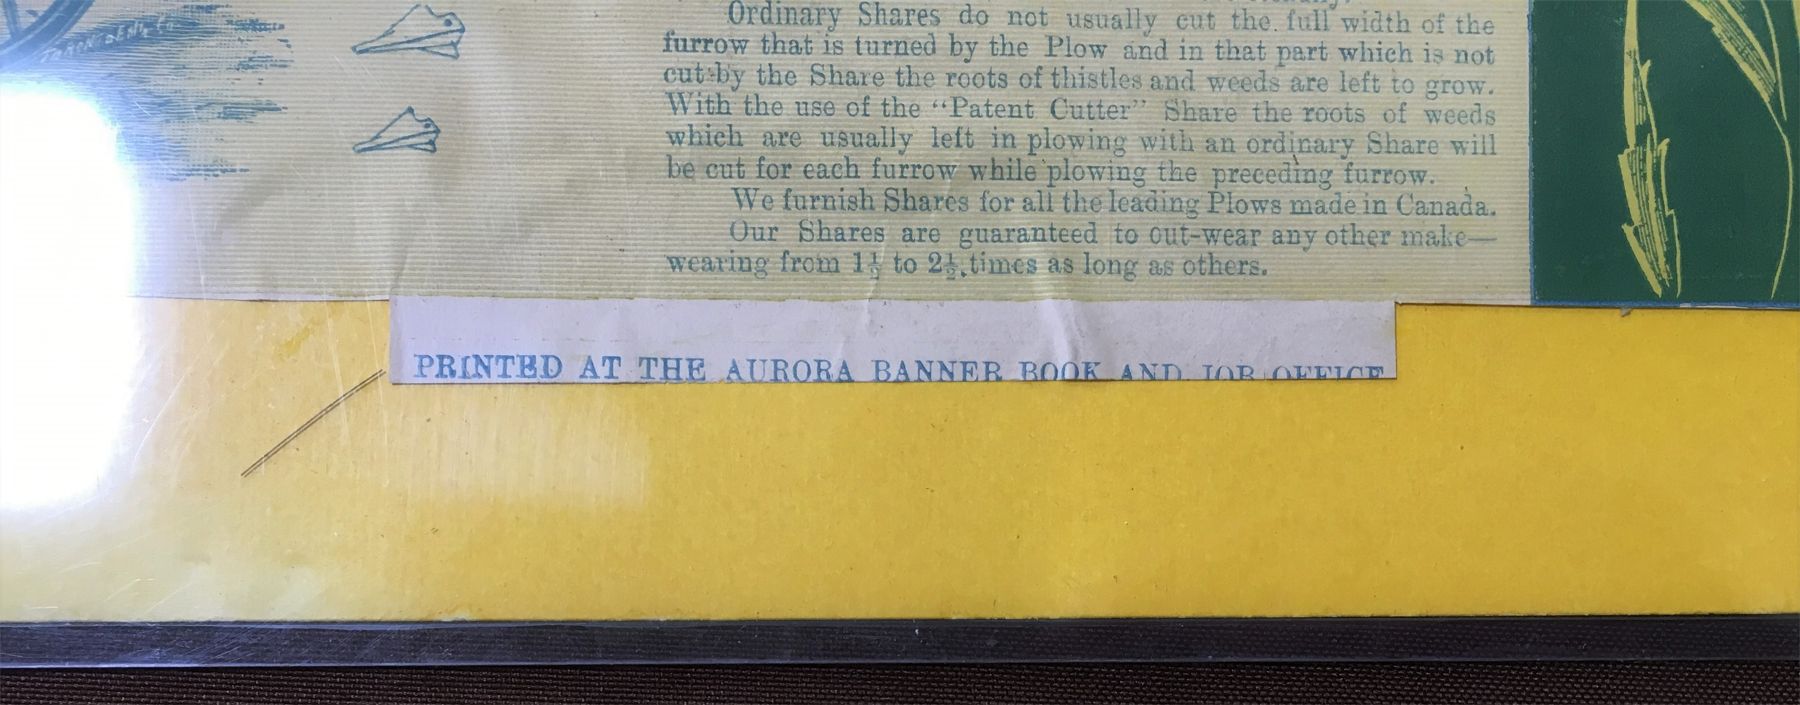 Ordinary Shares do not usually cut the full width of the
furrow that is turned by the Plow and in that part which is not
cut by the Share the roots of thistles and weeds are left to grow.
With the use of the “Patent Cutter” Share the roots of weeds
which are usually left in plowing with an ordinary Share will
be cut for each furrow while plowing the preceding furrow.
We furnish Shares for all the leading Plows made in Canada.
Our Shares are guaranteed to out-wear any other make—
wearing from 1½ to 2½ times as long as others.
PRINTED AT THE AURORA BANNER BOOK AND JOB OFFICE